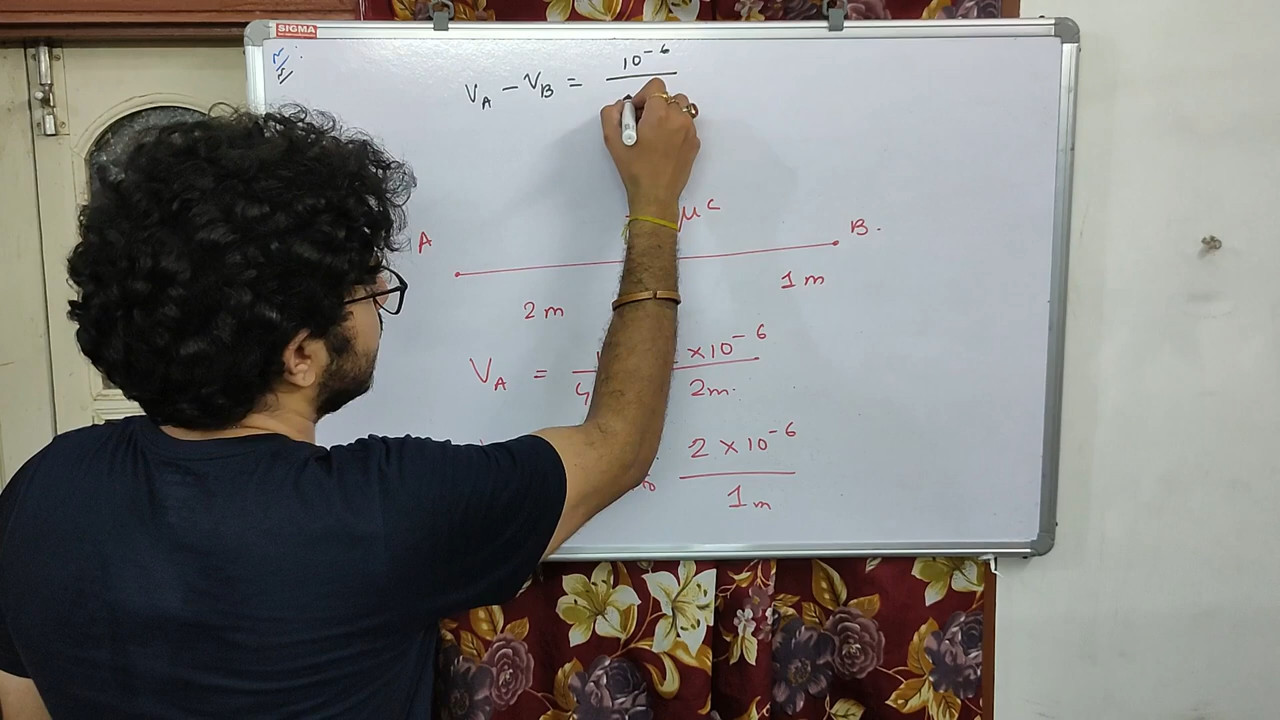 SIGMA
V_A - V_B = 10^-6
μC
A
B.
2m
1m
V_A = ×10^-6 / 2m.
2×10^-6 / 1m